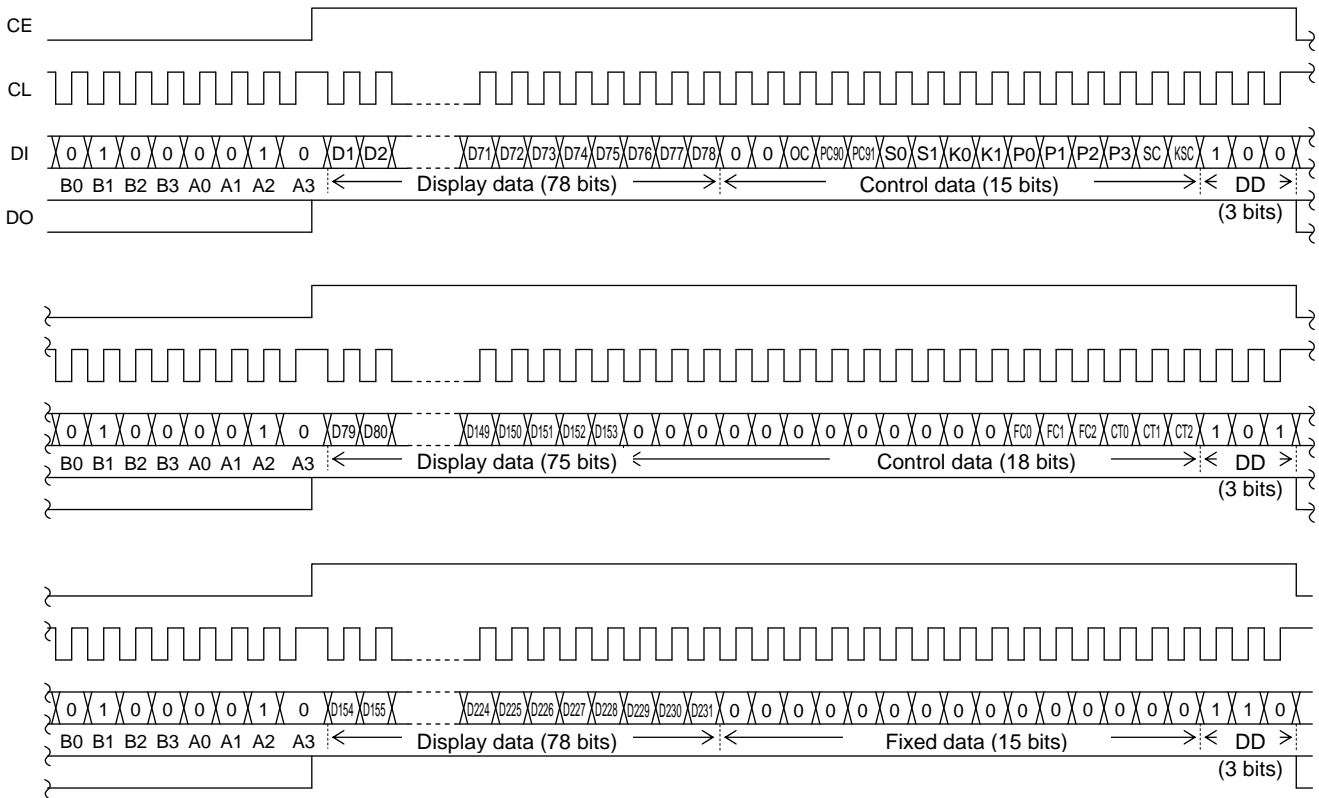 CE
CL
DI 0 1 0 0 0 0 1 0 D1 D2 D71 D72 D73 D74 D75 D76 D77 D78 0 0 OC PC90 PC91 S0 S1 K0 K1 P0 P1 P2 P3 SC KSC 1 0 0
B0 B1 B2 B3 A0 A1 A2 A3 Display data (78 bits) Control data (15 bits) DD
(3 bits)
DO
0 1 0 0 0 0 1 0 D79 D80 D149 D150 D151 D152 D153 0 0 0 0 0 0 0 0 0 0 0 0 FC0 FC1 FC2 CT0 CT1 CT2 1 0 1
B0 B1 B2 B3 A0 A1 A2 A3 Display data (75 bits) Control data (18 bits) DD
(3 bits)
0 1 0 0 0 0 1 0 D154 D155 D224 D225 D226 D227 D228 D229 D230 D231 0 0 0 0 0 0 0 0 0 0 0 0 0 0 0 1 1 0
B0 B1 B2 B3 A0 A1 A2 A3 Display data (78 bits) Fixed data (15 bits) DD
(3 bits)